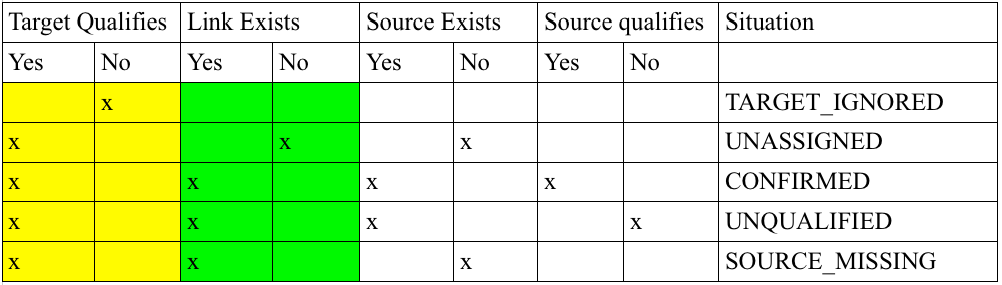 Target Qualifies Link Exists Source Exists Source qualifies Situation
Yes No Yes No Yes No Yes No
x TARGET_IGNORED
x x x UNASSIGNED
x x x x CONFIRMED
x x x x UNQUALIFIED
x x x SOURCE_MISSING